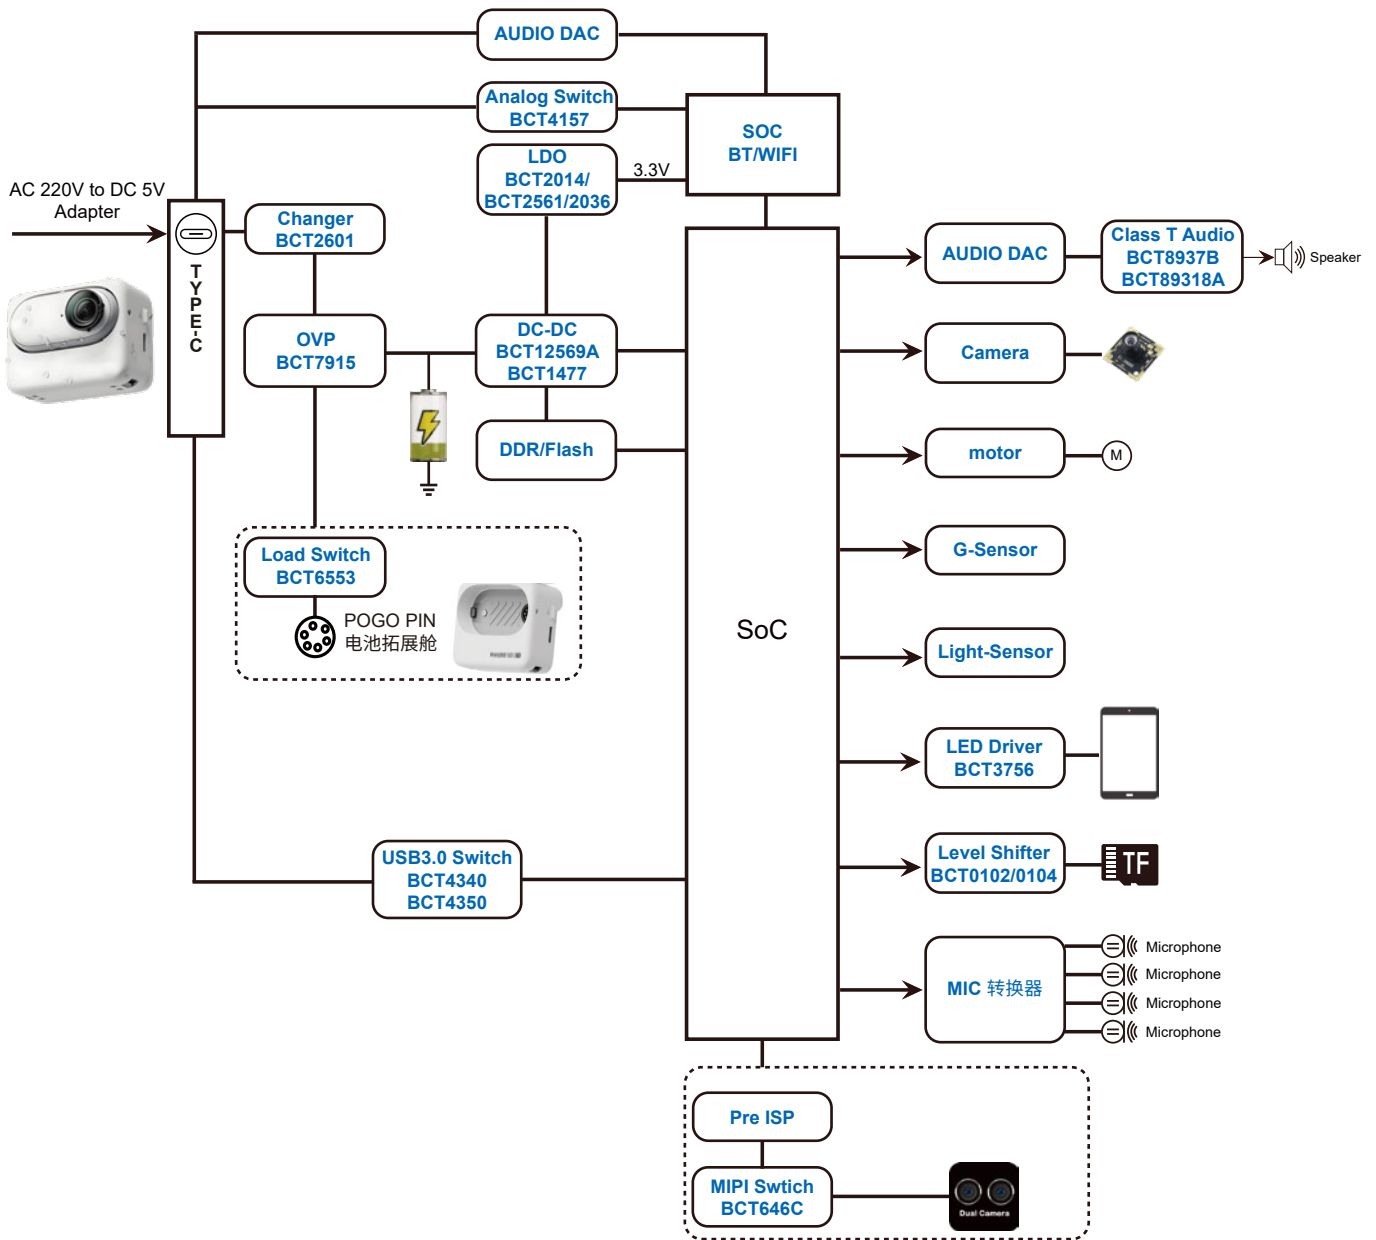 AUDIO DAC
Analog Switch
BCT4157
SOC
BT/WIFI
LDO
BCT2014/
BCT2561/2036
3.3V
AC 220V to DC 5V
Adapter
TYPE-C
Changer
BCT2601
OVP
BCT7915
DC-DC
BCT12569A
BCT1477
DDR/Flash
Load Switch
BCT6553
POGO PIN
电池拓展舱
USB3.0 Switch
BCT4340
BCT4350
SoC
AUDIO DAC
Class T Audio
BCT8937B
BCT89318A
Speaker
Camera
motor
M
G-Sensor
Light-Sensor
LED Driver
BCT3756
Level Shifter
BCT0102/0104
TF
MIC 转换器
Microphone
Microphone
Microphone
Microphone
Pre ISP
MIPI Swtich
BCT646C
Dual Camera